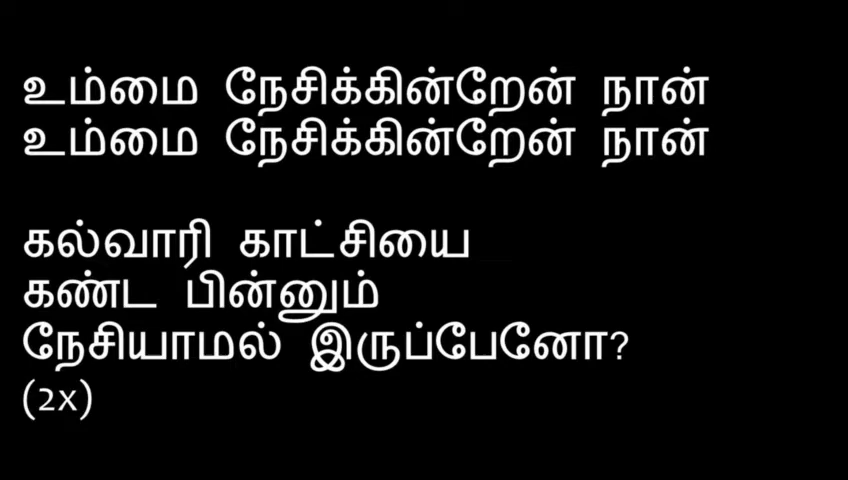 உம்மை நேசிக்கின்றேன் நான்
உம்மை நேசிக்கின்றேன் நான்
கல்வாரி காட்சியை
கண்ட பின்னும்
நேசியாமல் இருப்பேனோ?
(2x)